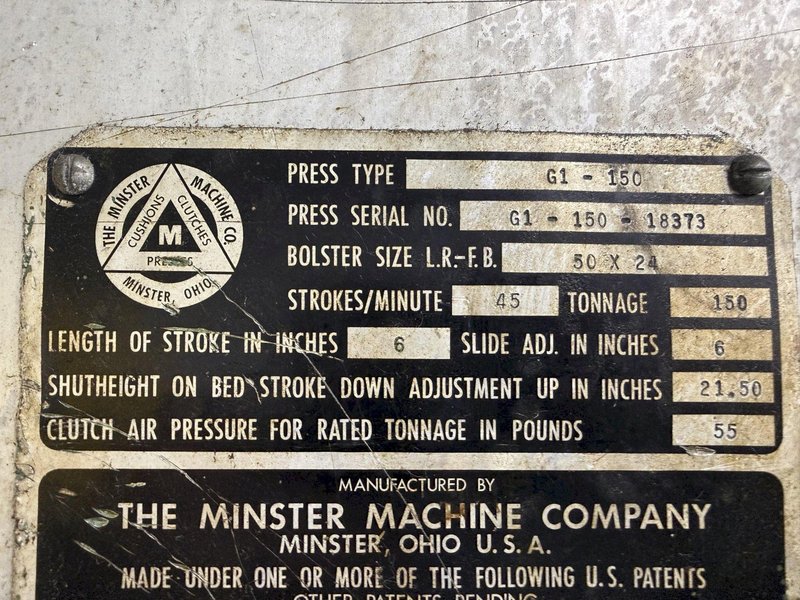 THE MINSTER MACHINE CO.
CUSHIONS CLUTCHES
M
PRESSES
MINSTER, OHIO
PRESS TYPE G1 - 150
PRESS SERIAL NO. G1 - 150 - 18373
BOLSTER SIZE L.R.-F.B. 50 X 24
STROKES/MINUTE 45 TONNAGE 150
LENGTH OF STROKE IN INCHES 6 SLIDE ADJ. IN INCHES 6
SHUTHEIGHT ON BED STROKE DOWN ADJUSTMENT UP IN INCHES 21.50
CLUTCH AIR PRESSURE FOR RATED TONNAGE IN POUNDS 55
MANUFACTURED BY
THE MINSTER MACHINE COMPANY
MINSTER, OHIO U.S.A.
MADE UNDER ONE OR MORE OF THE FOLLOWING U.S. PATENTS
OTHER PATENTS PENDING